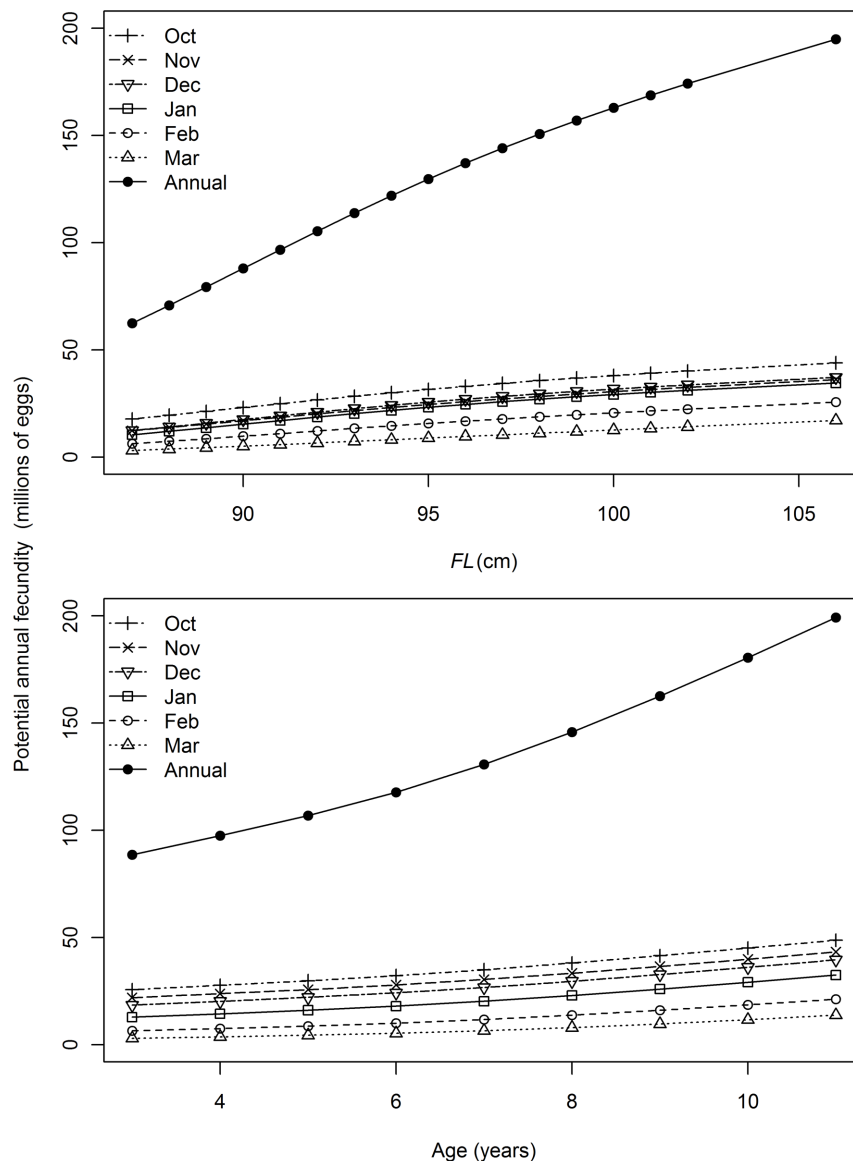 200
150
100
50
0
Oct
Nov
Dec
Jan
Feb
Mar
Annual
90 95 100 105
FL (cm)
Potential annual fecundity (millions of eggs)
200
150
100
50
0
Oct
Nov
Dec
Jan
Feb
Mar
Annual
4 6 8 10
Age (years)